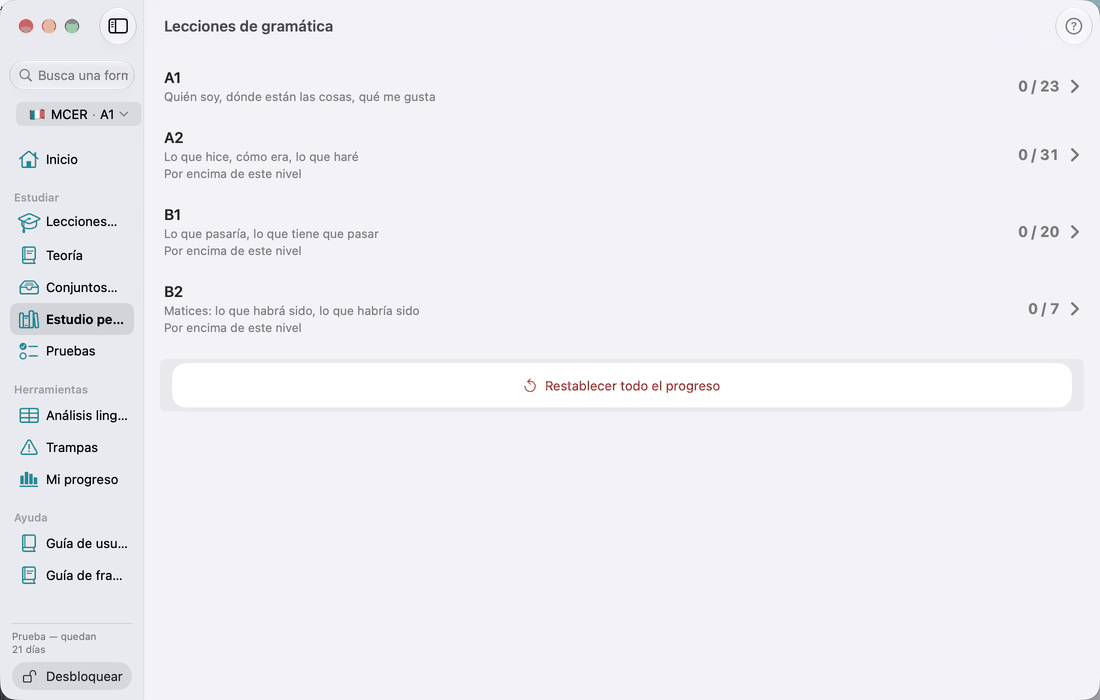 Lecciones de gramática
Busca una forn
MCER · A1
Inicio
Estudiar
Lecciones...
Teoría
Conjuntos...
Estudio pe...
Pruebas
Herramientas
Análisis ling...
Trampas
Mi progreso
Ayuda
Guía de usu...
Guía de fra...
Prueba — quedan
21 días
Desbloquear
A1
Quién soy, dónde están las cosas, qué me gusta
0 / 23
A2
Lo que hice, cómo era, lo que haré
Por encima de este nivel
0 / 31
B1
Lo que pasaría, lo que tiene que pasar
Por encima de este nivel
0 / 20
B2
Matices: lo que habrá sido, lo que habría sido
Por encima de este nivel
0 / 7
Restablecer todo el progreso